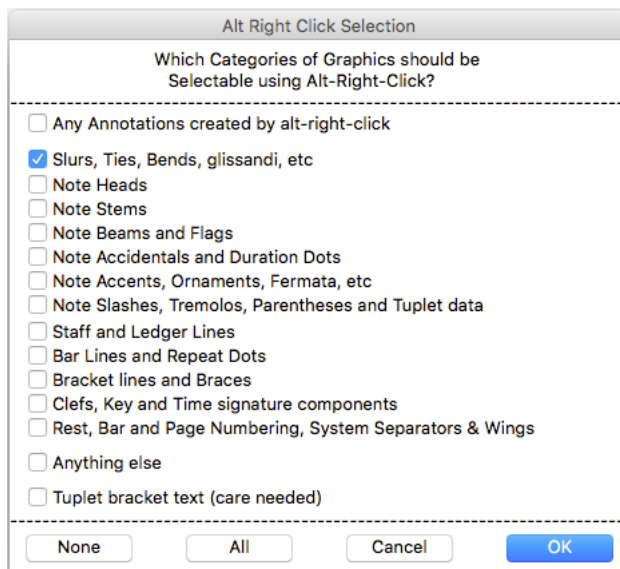 Alt Right Click Selection
Which Categories of Graphics should be
Selectable using Alt-Right-Click?
Any Annotations created by alt-right-click
Slurs, Ties, Bends, glissandi, etc
Note Heads
Note Stems
Note Beams and Flags
Note Accidentals and Duration Dots
Note Accents, Ornaments, Fermata, etc
Note Slashes, Tremolos, Parentheses and Tuplet data
Staff and Ledger Lines
Bar Lines and Repeat Dots
Bracket lines and Braces
Clefs, Key and Time signature components
Rest, Bar and Page Numbering, System Separators & Wings
Anything else
Tuplet bracket text (care needed)
None All Cancel OK